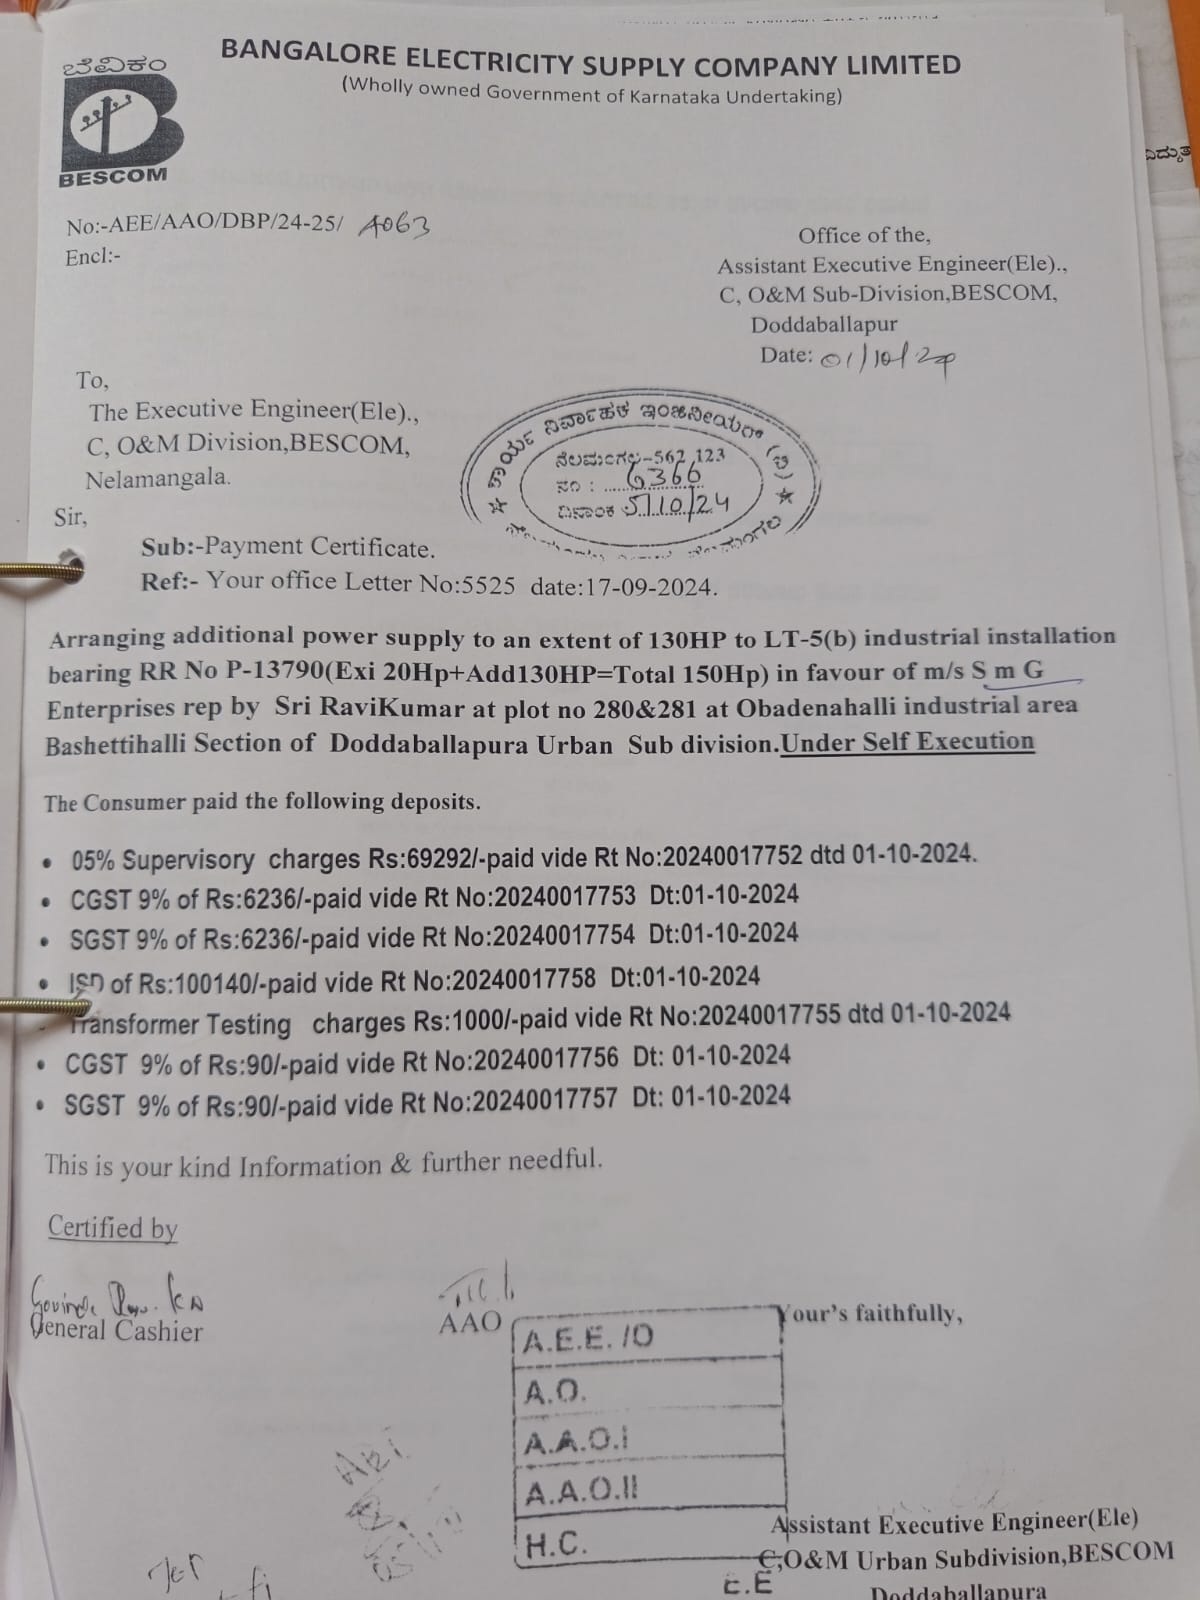 ಬೆವಿಕಂ
BESCOM
BANGALORE ELECTRICITY SUPPLY COMPANY LIMITED
(Wholly owned Government of Karnataka Undertaking)
No:-AEE/AAO/DBP/24-25/ A063
Encl:-
Office of the,
Assistant Executive Engineer(Ele).,
C, O&M Sub-Division,BESCOM,
Doddaballapur
Date: 01/10/24
To,
The Executive Engineer(Ele).,
C, O&M Division,BESCOM,
Nelamangala.
ಕಾರ್ಯ ನಿರ್ವಾಹಕ ಇಂಜಿನೀಯರ್ (ವಿ)
ನೆಲಮಂಗಲ-562 123
ನಂ : 6366
ದಿನಾಂಕ 5/10/24
Sir,
Sub:-Payment Certificate.
Ref:- Your office Letter No:5525 date:17-09-2024.
Arranging additional power supply to an extent of 130HP to LT-5(b) industrial installation
bearing RR No P-13790(Exi 20Hp+Add130HP=Total 150Hp) in favour of m/s S m G
Enterprises rep by Sri RaviKumar at plot no 280&281 at Obadenahalli industrial area
Bashettihalli Section of Doddaballapura Urban Sub division.Under Self Execution
The Consumer paid the following deposits.
• 05% Supervisory charges Rs:69292/-paid vide Rt No:20240017752 dtd 01-10-2024.
• CGST 9% of Rs:6236/-paid vide Rt No:20240017753 Dt:01-10-2024
• SGST 9% of Rs:6236/-paid vide Rt No:20240017754 Dt:01-10-2024
• ISD of Rs:100140/-paid vide Rt No:20240017758 Dt:01-10-2024
Transformer Testing charges Rs:1000/-paid vide Rt No:20240017755 dtd 01-10-2024
• CGST 9% of Rs:90/-paid vide Rt No:20240017756 Dt: 01-10-2024
• SGST 9% of Rs:90/-paid vide Rt No:20240017757 Dt: 01-10-2024
This is your kind Information & further needful.
Certified by
General Cashier
AAO
Your's faithfully,
A.E.E. /O
A.O.
A.A.O.I
A.A.O.II
H.C.
E.E
Assistant Executive Engineer(Ele)
C,O&M Urban Subdivision,BESCOM
Doddaballapura